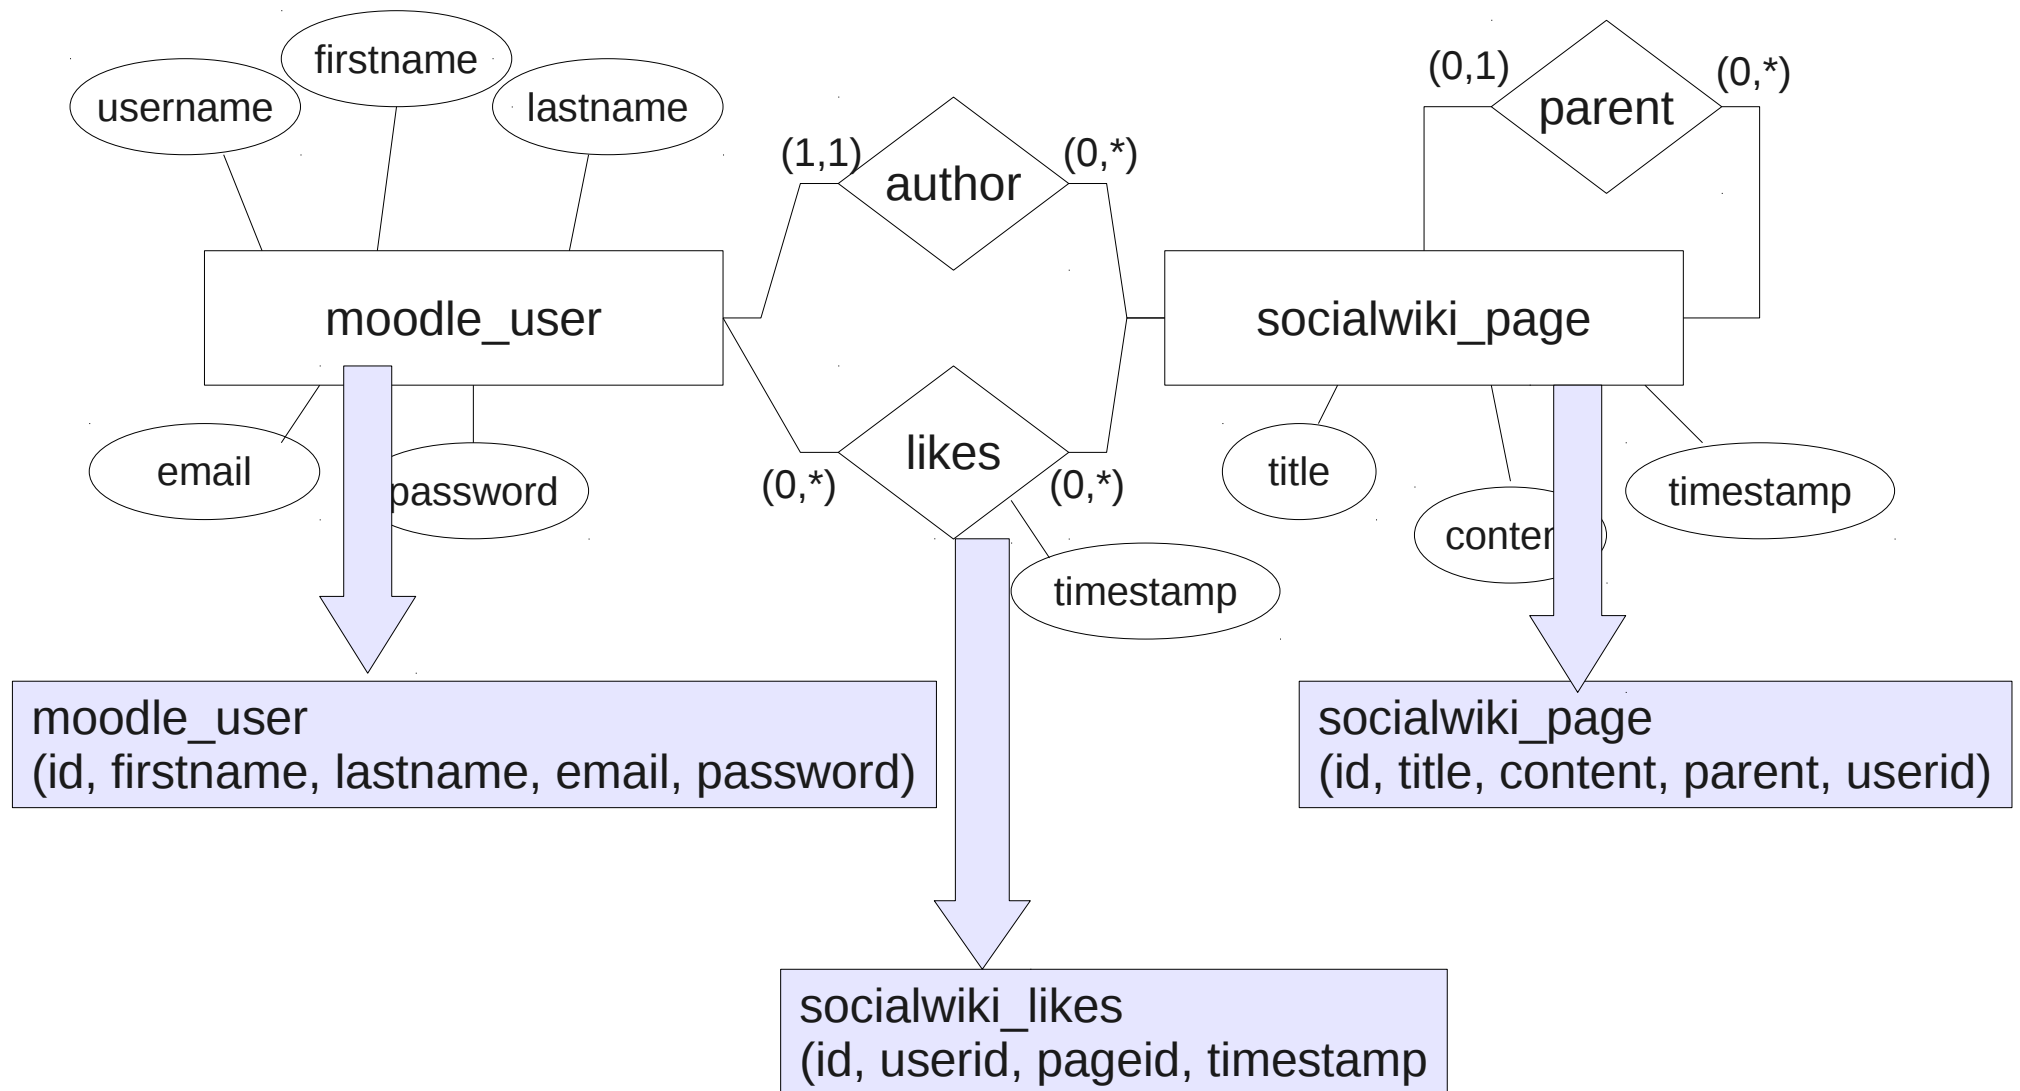 firstname
username
lastname
(0,1)
(0,*)
parent
(1,1)
(0,*)
author
moodle_user
socialwiki_page
email
password
likes
(0,*)
(0,*)
title
timestamp
conten
timestamp
moodle_user
(id, firstname, lastname, email, password)
socialwiki_page
(id, title, content, parent, userid)
socialwiki_likes
(id, userid, pageid, timestamp